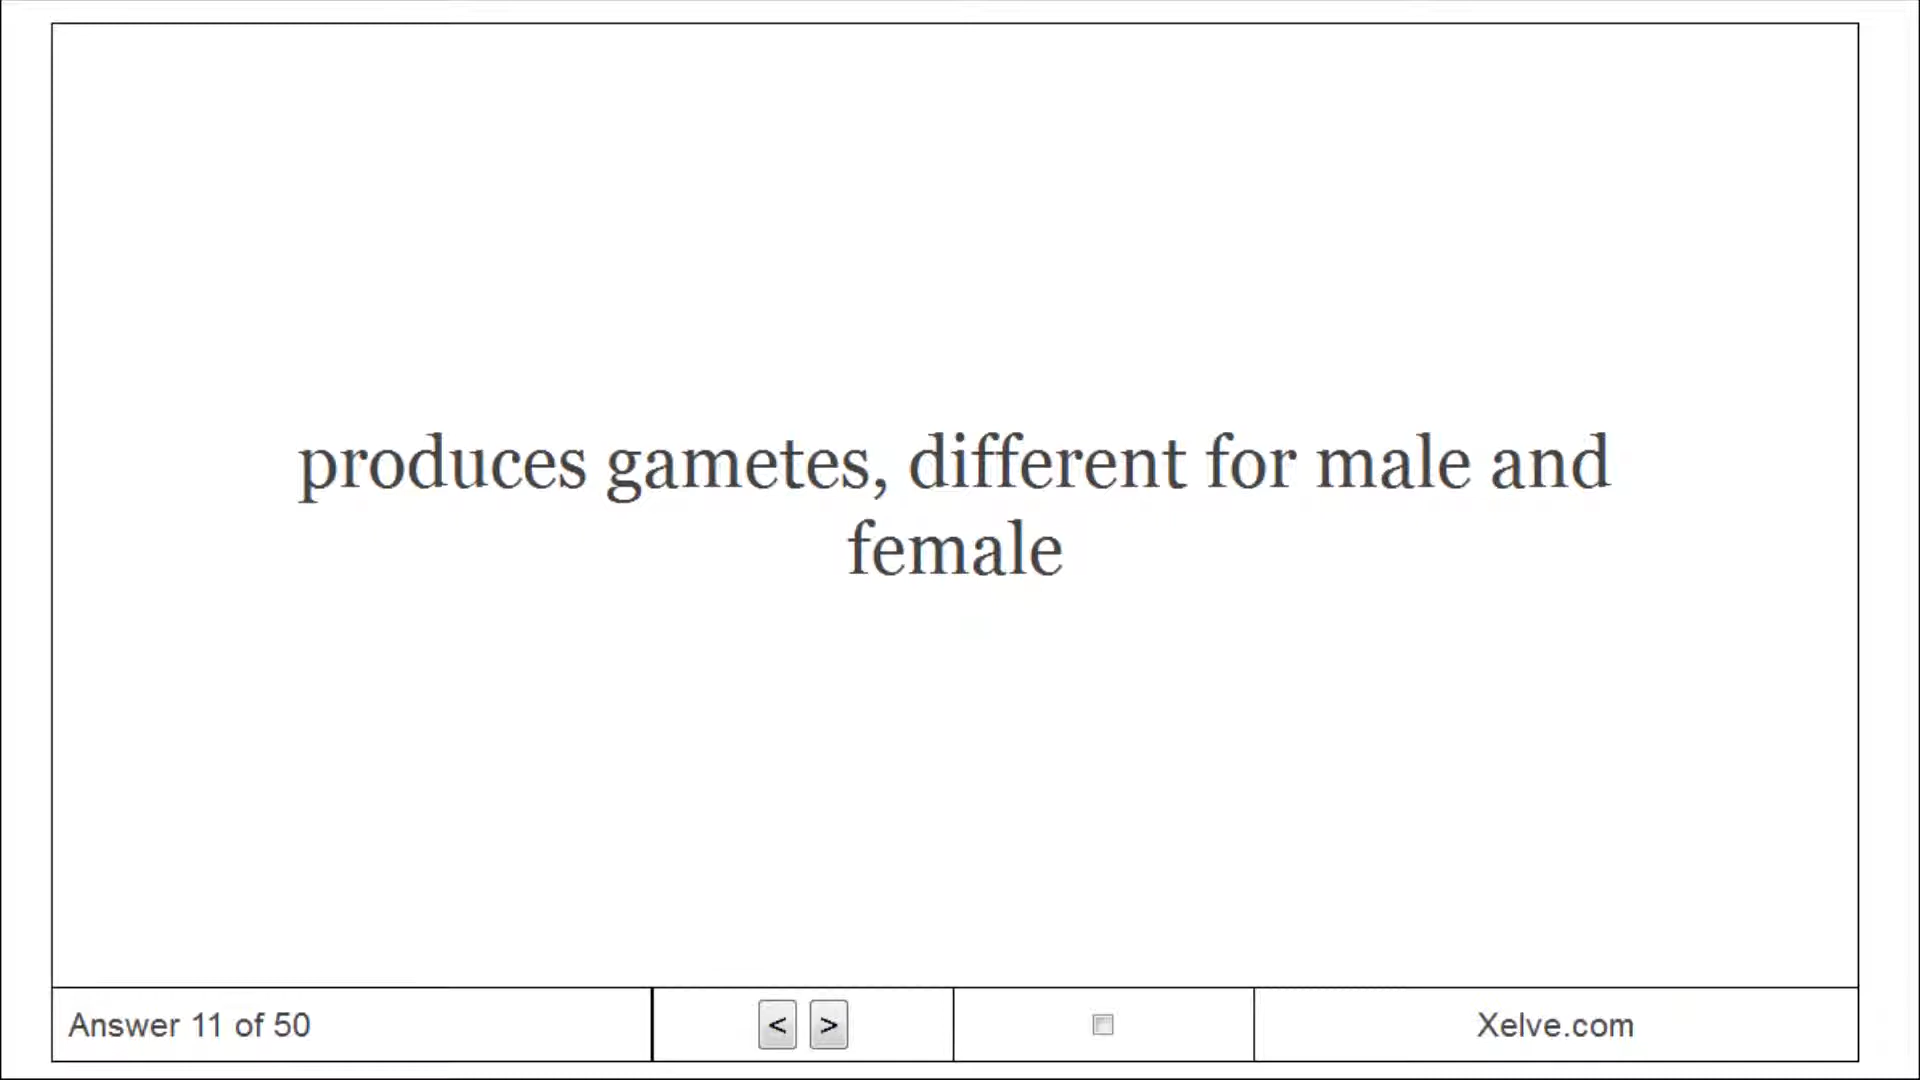 produces gametes, different for male and
female
Answer 11 of 50
<
>
Xelve.com